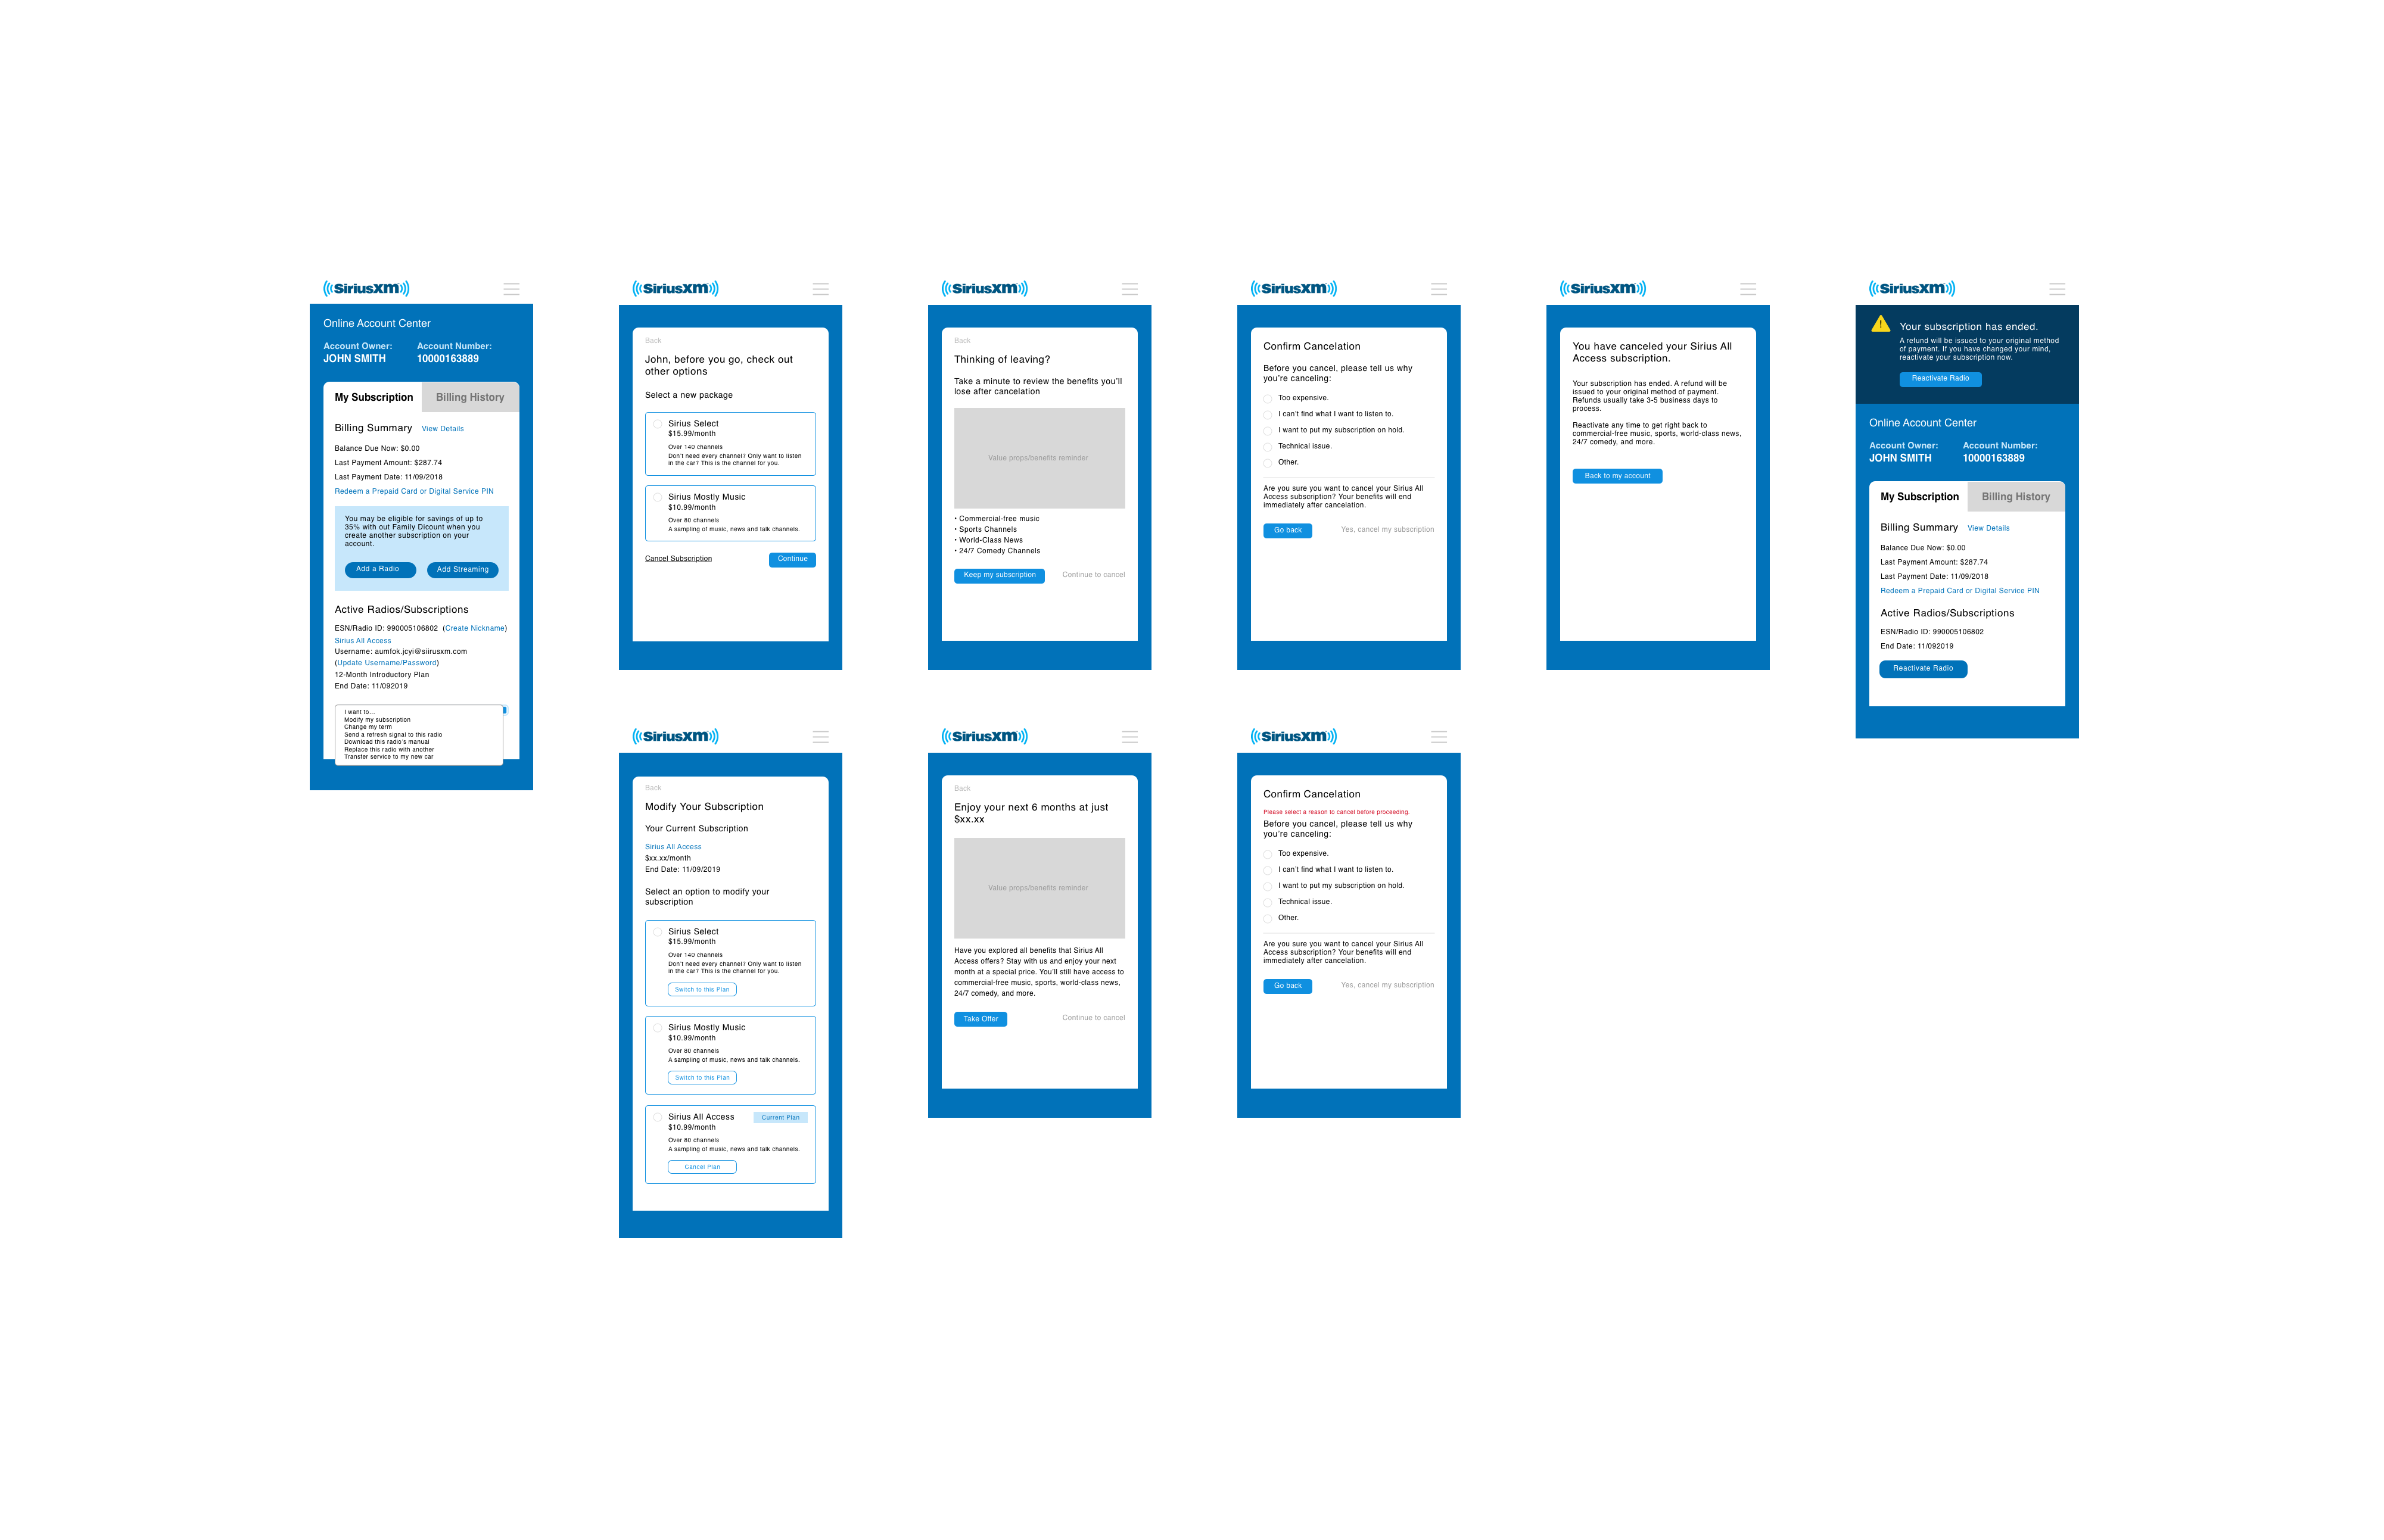 SiriusXM
Online Account Center
Account Owner:
JOHN SMITH
Account Number:
10000163889
My Subscription
Billing History
Billing Summary View Details
Balance Due Now: $0.00
Last Payment Amount: $287.74
Last Payment Date: 11/09/2018
Redeem a Prepaid Card or Digital Service PIN
You may be eligible for savings of up to
35% with out Family Dicount when you
create another subscription on your
account.
Add a Radio
Add Streaming
Active Radios/Subscriptions
ESN/Radio ID: 990005106802 (Create Nickname)
Sirius All Access
Username: aumfok.jcyi@siirusxm.com
(Update Username/Password)
12-Month Introductory Plan
End Date: 11/092019
I want to...
Modify my subscription
Change my term
Send a refresh signal to this radio
Download this radio's manual
Replace this radio with another
Transfer service to my new car
SiriusXM
Back
John, before you go, check out
other options
Select a new package
Sirius Select
$15.99/month
Over 140 channels
Don't need every channel? Only want to listen
in the car? This is the channel for you.
Sirius Mostly Music
$10.99/month
Over 80 channels
A sampling of music, news and talk channels.
Cancel Subscription
Continue
SiriusXM
Back
Thinking of leaving?
Take a minute to review the benefits you'll
lose after cancelation
Value props/benefits reminder
• Commercial-free music
• Sports Channels
• World-Class News
• 24/7 Comedy Channels
Keep my subscription
Continue to cancel
SiriusXM
Confirm Cancelation
Before you cancel, please tell us why
you're canceling:
Too expensive.
I can't find what I want to listen to.
I want to put my subscription on hold.
Technical issue.
Other.
Are you sure you want to cancel your Sirius All
Access subscription? Your benefits will end
immediately after cancelation.
Go back
Yes, cancel my subscription
SiriusXM
You have canceled your Sirius All
Access subscription.
Your subscription has ended. A refund will be
issued to your original method of payment.
Refunds usually take 3-5 business days to
process.
Reactivate any time to get right back to
commercial-free music, sports, world-class news,
24/7 comedy, and more.
Back to my account
SiriusXM
Your subscription has ended.
A refund will be issued to your original method
of payment. If you have changed your mind,
reactivate your subscription now.
Reactivate Radio
Online Account Center
Account Owner:
JOHN SMITH
Account Number:
10000163889
My Subscription
Billing History
Billing Summary View Details
Balance Due Now: $0.00
Last Payment Amount: $287.74
Last Payment Date: 11/09/2018
Redeem a Prepaid Card or Digital Service PIN
Active Radios/Subscriptions
ESN/Radio ID: 990005106802
End Date: 11/092019
Reactivate Radio
SiriusXM
Back
Modify Your Subscription
Your Current Subscription
Sirius All Access
$xx.xx/month
End Date: 11/09/2019
Select an option to modify your
subscription
Sirius Select
$15.99/month
Over 140 channels
Don't need every channel? Only want to listen
in the car? This is the channel for you.
Switch to this Plan
Sirius Mostly Music
$10.99/month
Over 80 channels
A sampling of music, news and talk channels.
Switch to this Plan
Sirius All Access
Current Plan
$10.99/month
Over 80 channels
A sampling of music, news and talk channels.
Cancel Plan
SiriusXM
Back
Enjoy your next 6 months at just
$xx.xx
Value props/benefits reminder
Have you explored all benefits that Sirius All
Access offers? Stay with us and enjoy your next
month at a special price. You'll still have access to
commercial-free music, sports, world-class news,
24/7 comedy, and more.
Take Offer
Continue to cancel
SiriusXM
Confirm Cancelation
Please select a reason to cancel before proceeding.
Before you cancel, please tell us why
you're canceling:
Too expensive.
I can't find what I want to listen to.
I want to put my subscription on hold.
Technical issue.
Other.
Are you sure you want to cancel your Sirius All
Access subscription? Your benefits will end
immediately after cancelation.
Go back
Yes, cancel my subscription